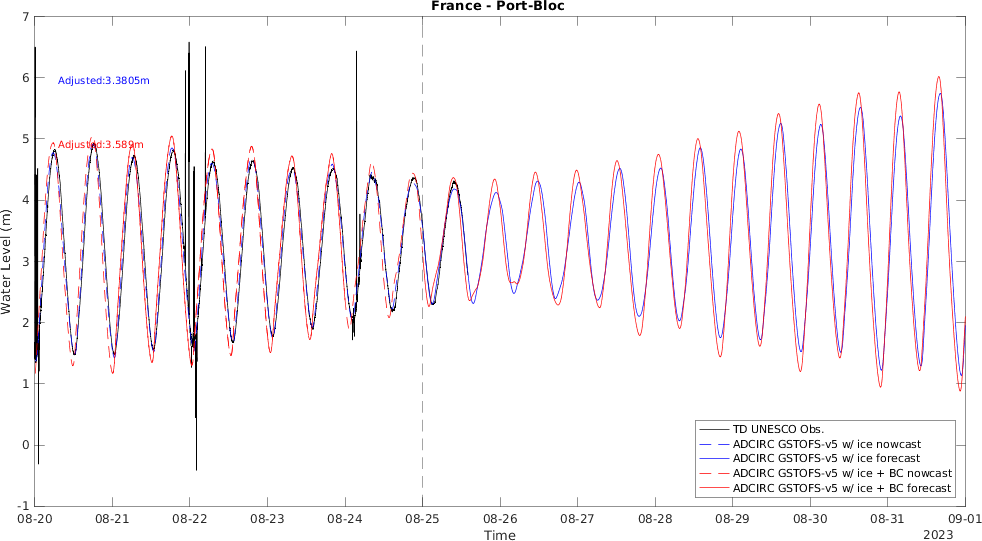 France - Port-Bloc
7
6
5
4
3
2
1
0
-1
Water Level (m)
Adjusted:3.3805m
Adjusted:3.589m
TD UNESCO Obs.
ADCIRC GSTOFS-v5 w/ ice nowcast
ADCIRC GSTOFS-v5 w/ ice forecast
ADCIRC GSTOFS-v5 w/ ice + BC nowcast
ADCIRC GSTOFS-v5 w/ ice + BC forecast
08-20 08-21 08-22 08-23 08-24 08-25 08-26 08-27 08-28 08-29 08-30 08-31 09-01
Time
2023